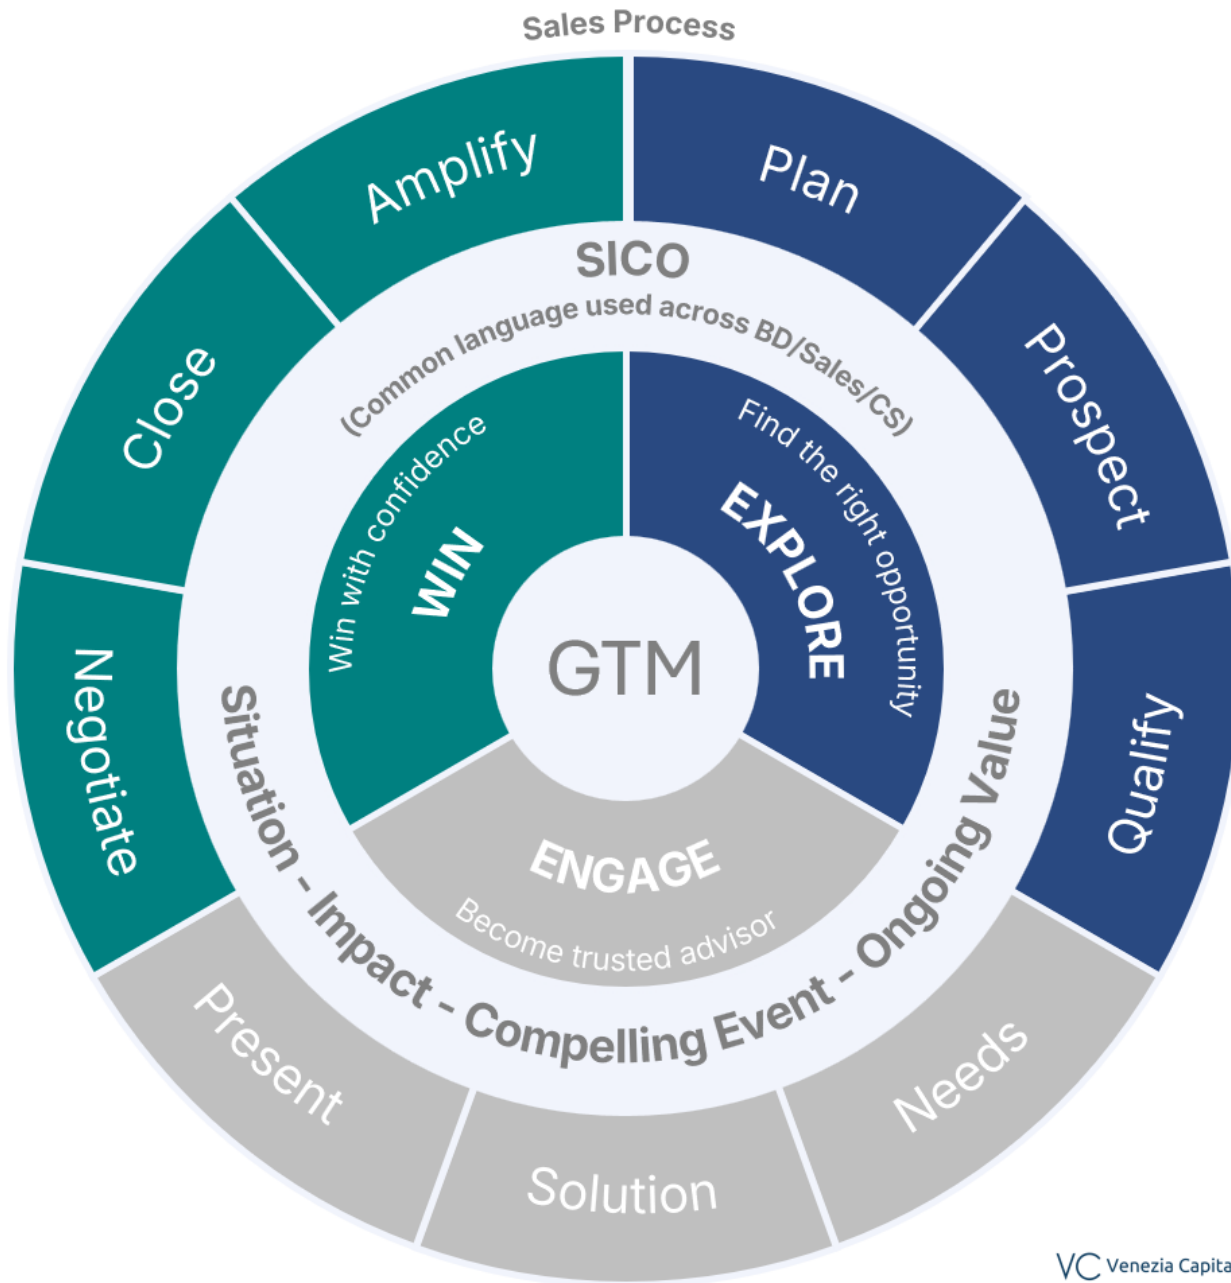 Sales Process
Plan
Prospect
Qualify
Needs
Solution
Present
Negotiate
Close
Amplify
SICO
(Common language used across BD/Sales/CS)
Situation - Impact - Compelling Event - Ongoing Value
EXPLORE
Find the right opportunity
ENGAGE
Become trusted advisor
WIN
Win with confidence
GTM
VC Venezia Capita